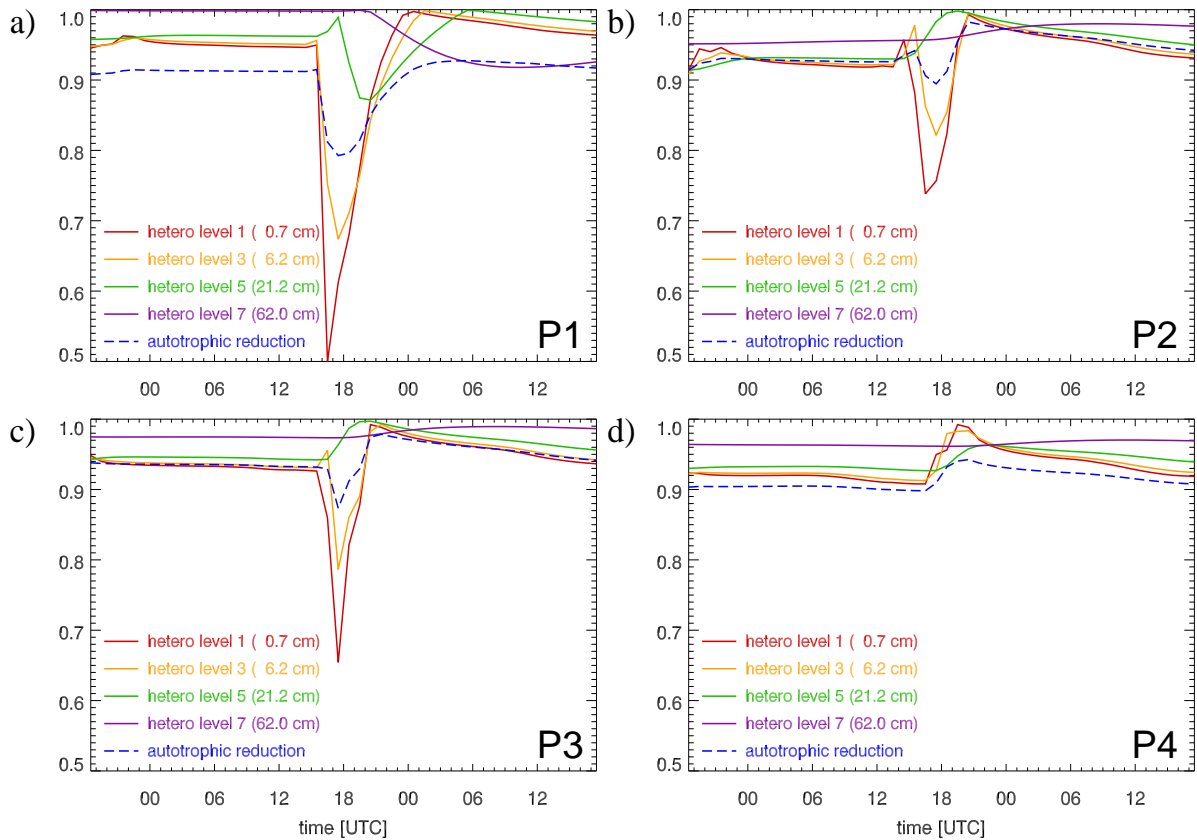 a)
1.0
0.9
0.8
0.7
0.6
0.5
hetero level 1 ( 0.7 cm)
hetero level 3 ( 6.2 cm)
hetero level 5 (21.2 cm)
hetero level 7 (62.0 cm)
autotrophic reduction
P1
00 06 12 18 00 06 12
b)
1.0
0.9
0.8
0.7
0.6
0.5
hetero level 1 ( 0.7 cm)
hetero level 3 ( 6.2 cm)
hetero level 5 (21.2 cm)
hetero level 7 (62.0 cm)
autotrophic reduction
P2
00 06 12 18 00 06 12
c)
1.0
0.9
0.8
0.7
0.6
0.5
hetero level 1 ( 0.7 cm)
hetero level 3 ( 6.2 cm)
hetero level 5 (21.2 cm)
hetero level 7 (62.0 cm)
autotrophic reduction
P3
00 06 12 18 00 06 12
time [UTC]
d)
1.0
0.9
0.8
0.7
0.6
0.5
hetero level 1 ( 0.7 cm)
hetero level 3 ( 6.2 cm)
hetero level 5 (21.2 cm)
hetero level 7 (62.0 cm)
autotrophic reduction
P4
00 06 12 18 00 06 12
time [UTC]